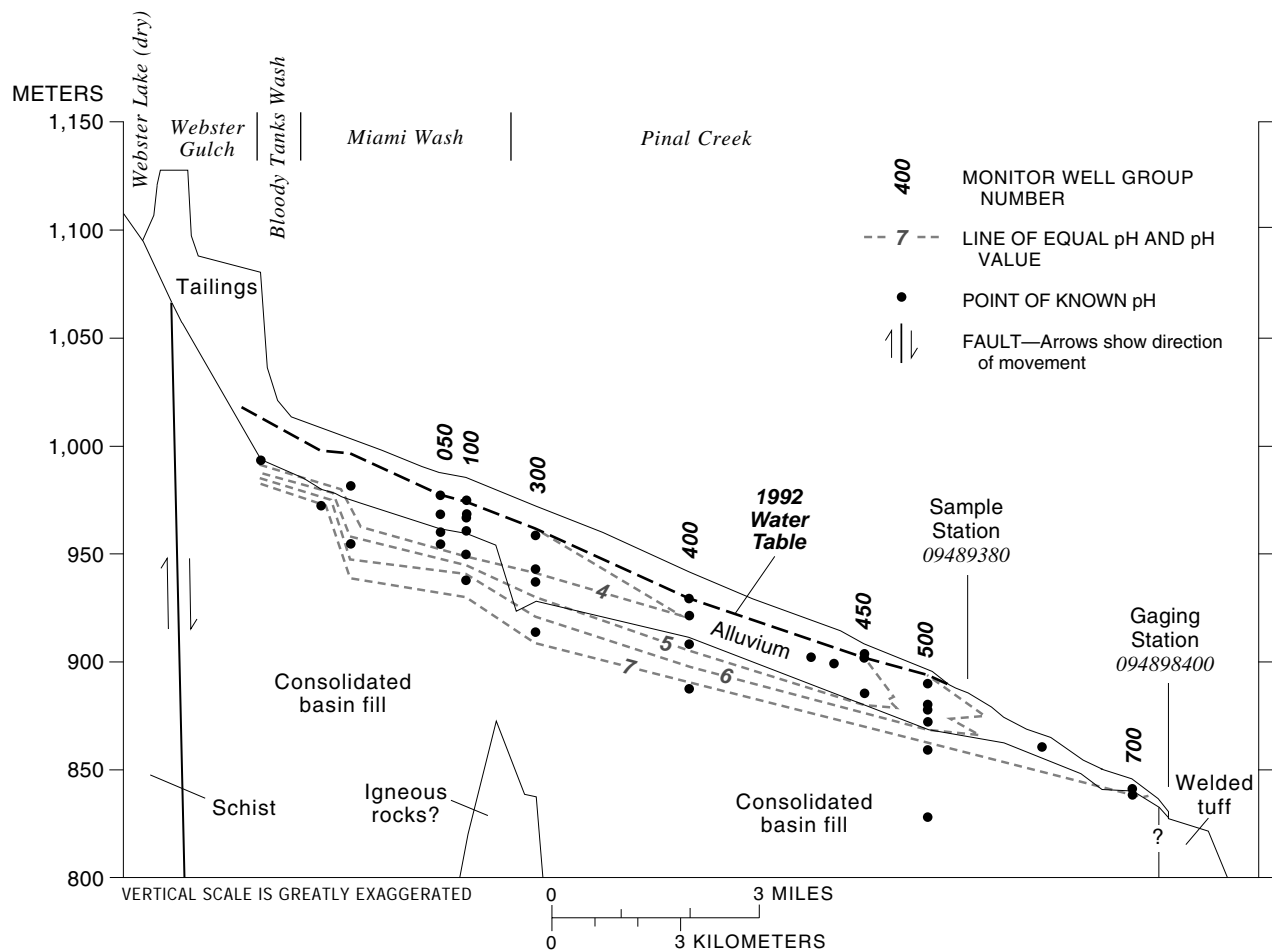 Webster Lake (dry)
METERS
1,150
1,100
1,050
1,000
950
900
850
800
Webster
Gulch
Bloody Tanks Wash
Miami Wash
Pinal Creek
400
MONITOR WELL GROUP
NUMBER
7
LINE OF EQUAL pH AND pH
VALUE
POINT OF KNOWN pH
FAULT—Arrows show direction
of movement
Tailings
050
100
300
400
1992
Water
Table
450
500
Sample
Station
09489380
Gaging
Station
094898400
700
4
5
6
7
Alluvium
Consolidated
basin fill
Schist
Igneous
rocks?
Consolidated
basin fill
Welded
tuff
?
VERTICAL SCALE IS GREATLY EXAGGERATED
0
3 MILES
0
3 KILOMETERS